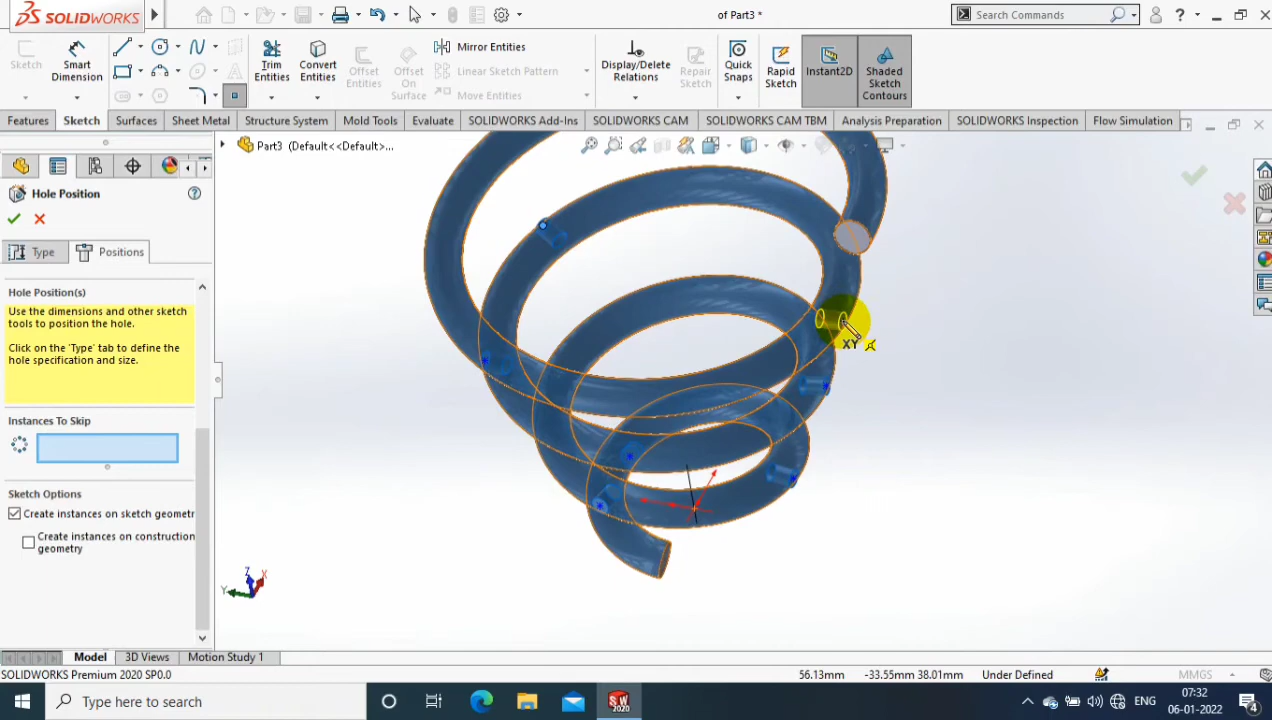 SOLIDWORKS
of Part3 *
Search Commands
?
Sketch
Smart Dimension
Trim Entities
Convert Entities
Offset Entities
Offset On Surface
Mirror Entities
Linear Sketch Pattern
Move Entities
Display/Delete Relations
Repair Sketch
Quick Snaps
Rapid Sketch
Instant2D
Shaded Sketch Contours
Features
Sketch
Surfaces
Sheet Metal
Structure System
Mold Tools
Evaluate
SOLIDWORKS Add-Ins
SOLIDWORKS CAM
SOLIDWORKS CAM TBM
Analysis Preparation
SOLIDWORKS Inspection
Flow Simulation
Part3 (Default<<Default>...
Hole Position
?
Type
Positions
Hole Position(s)
Use the dimensions and other sketch
tools to position the hole.
Click on the 'Type' tab to define the
hole specification and size.
Instances To Skip
Sketch Options
Create instances on sketch geometr
Create instances on construction
geometry
XY
Z
X
Y
Model
3D Views
Motion Study 1
SOLIDWORKS Premium 2020 SP0.0
56.13mm
-33.55mm 38.01mm
Under Defined
MMGS
Type here to search
SW
2020
ENG
07:32
06-01-2022
4